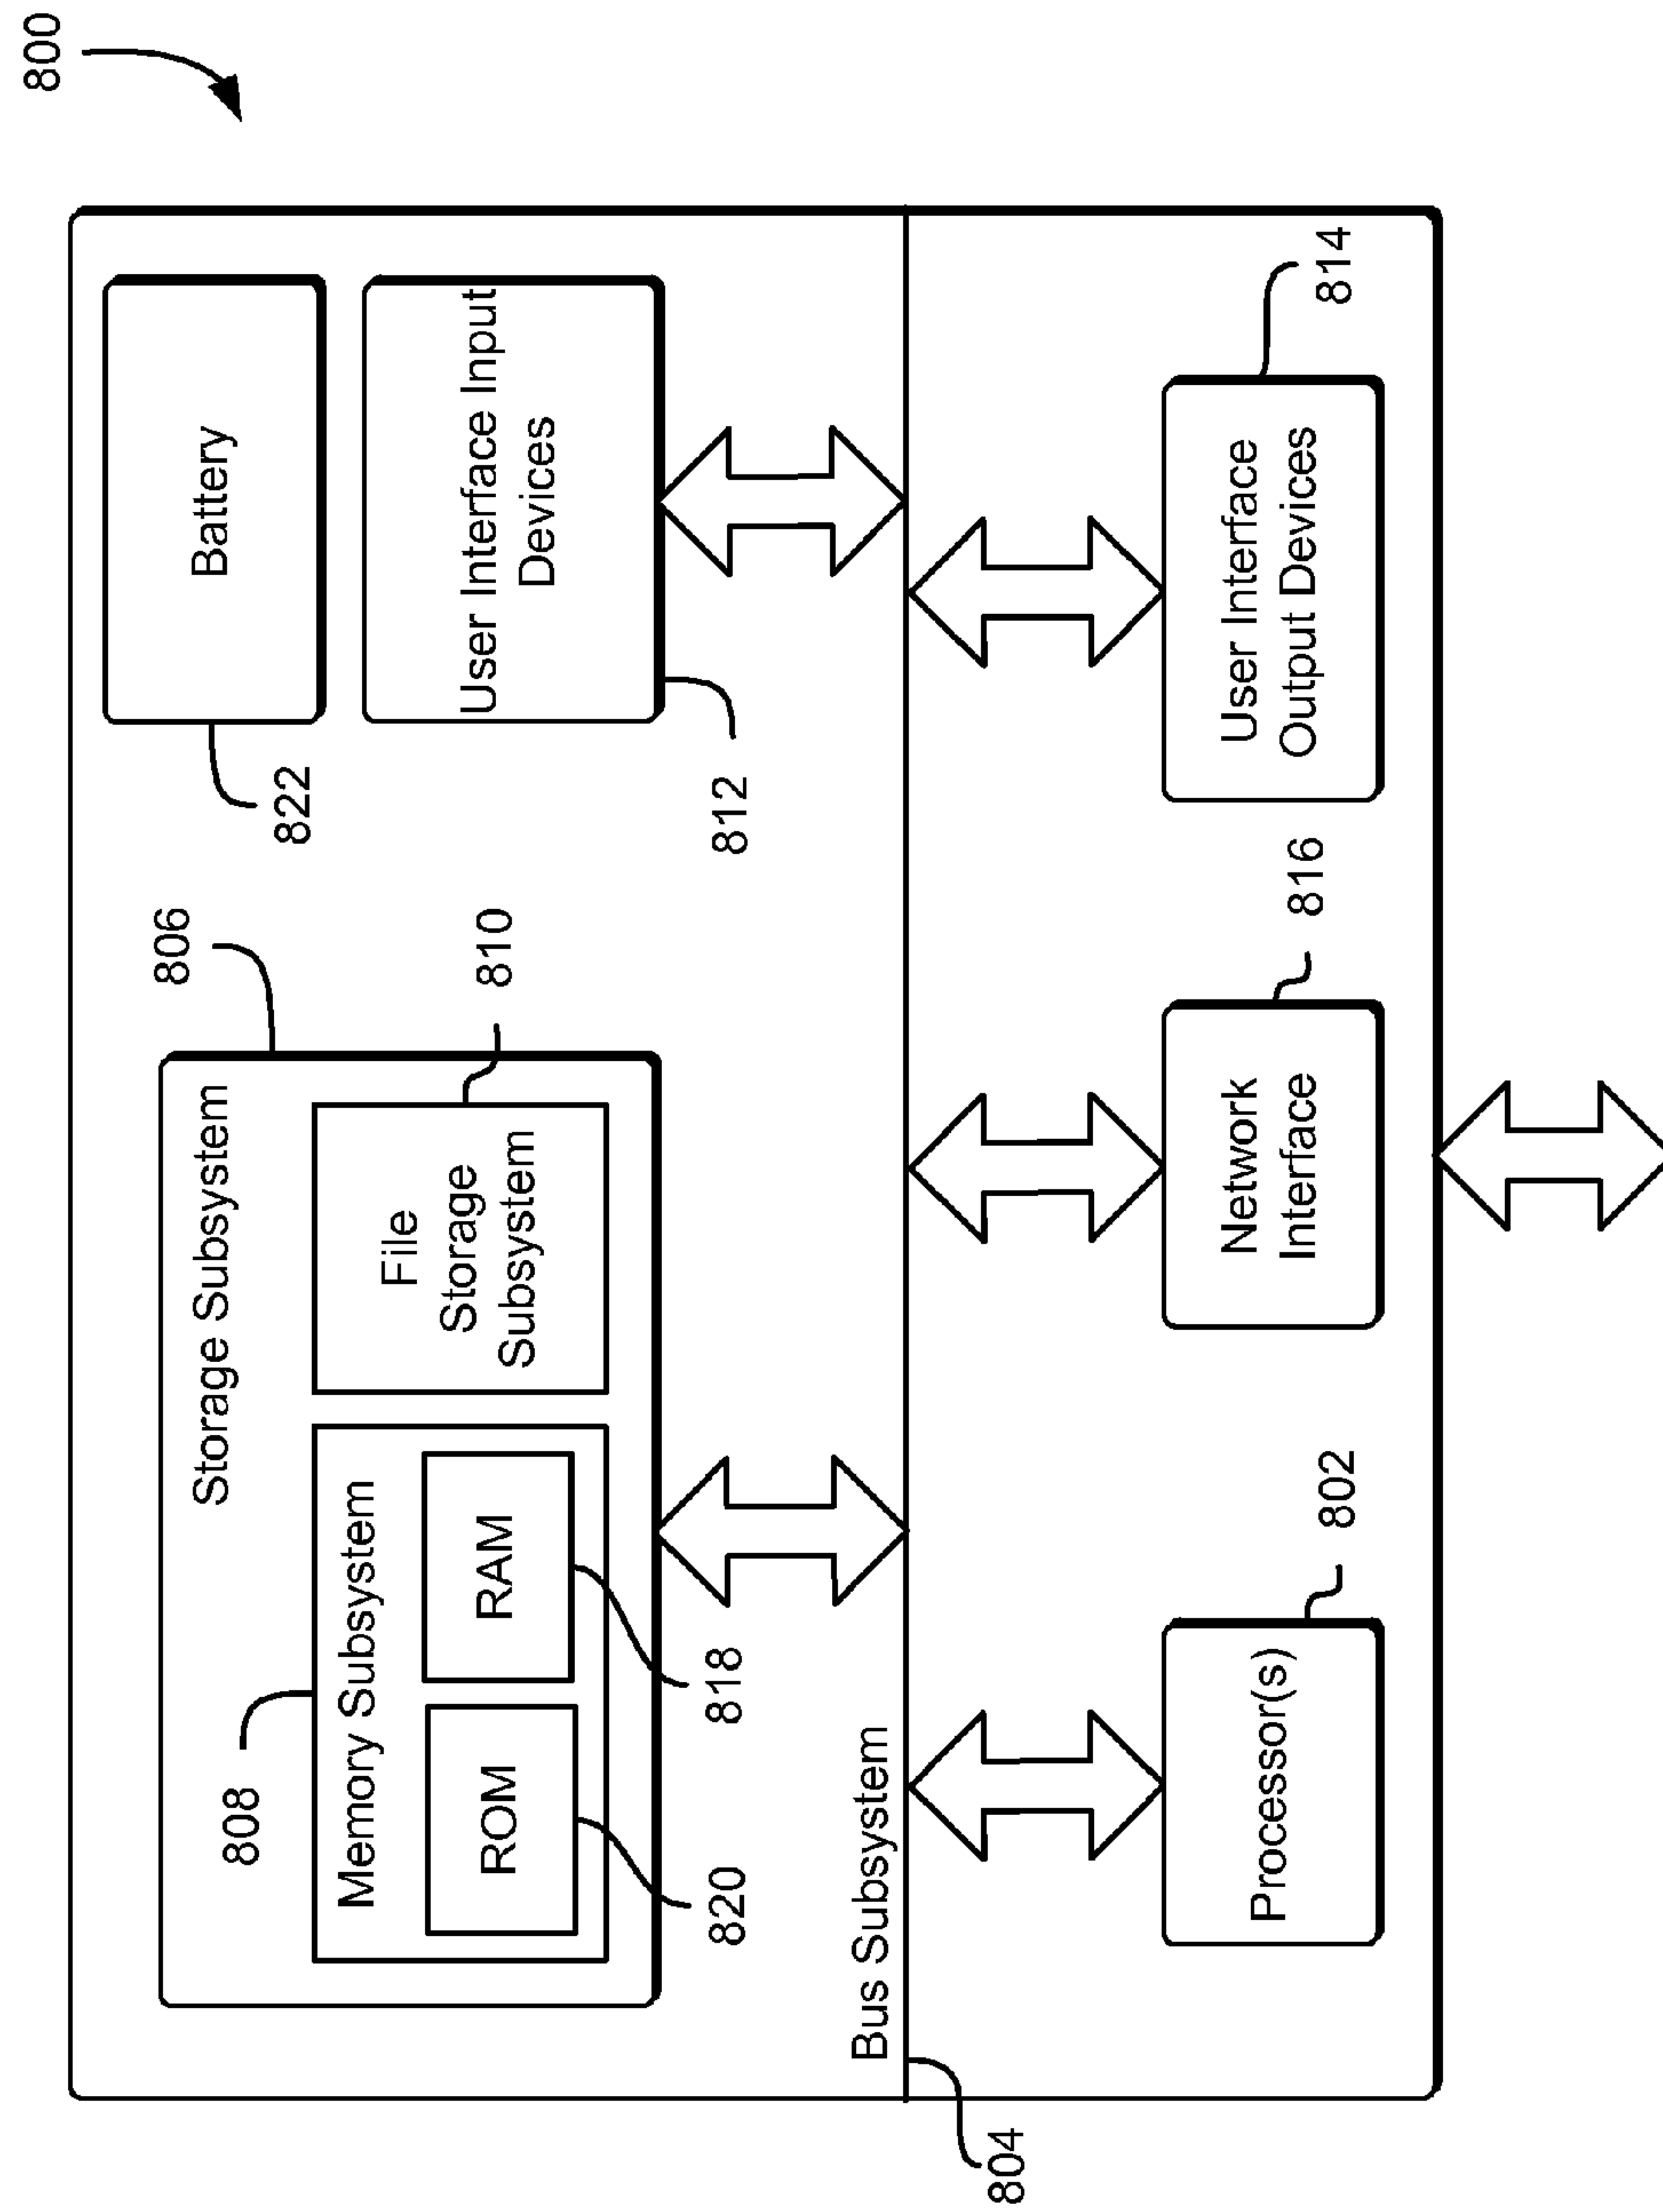 800
806
Storage Subsystem
808
Memory Subsystem
ROM
RAM
820
818
File
Storage
Subsystem
810
Battery
822
User Interface Input
Devices
812
Bus Subsystem
804
Processor(s)
802
Network
Interface
816
User Interface
Output Devices
814